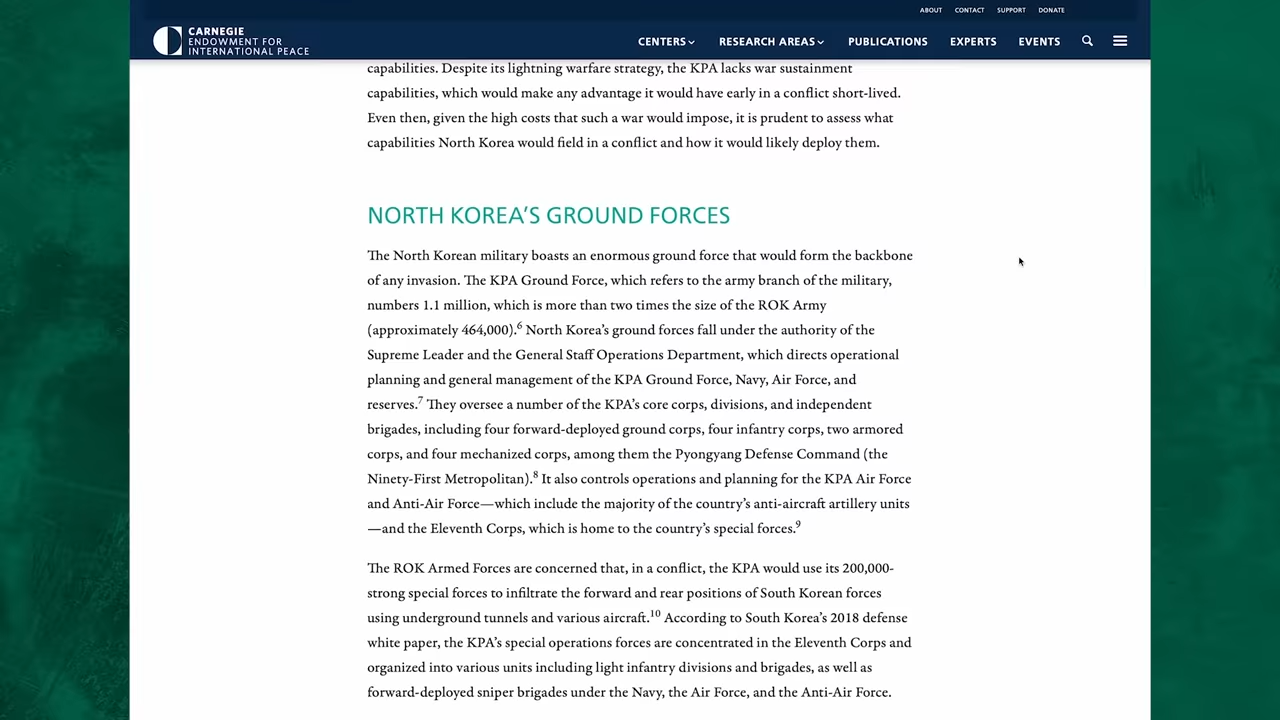 ABOUT CONTACT SUPPORT DONATE
CARNEGIE
ENDOWMENT FOR
INTERNATIONAL PEACE
CENTERS RESEARCH AREAS PUBLICATIONS EXPERTS EVENTS
capabilities. Despite its lightning warfare strategy, the KPA lacks war sustainment
capabilities, which would make any advantage it would have early in a conflict short-lived.
Even then, given the high costs that such a war would impose, it is prudent to assess what
capabilities North Korea would field in a conflict and how it would likely deploy them.
NORTH KOREA’S GROUND FORCES
The North Korean military boasts an enormous ground force that would form the backbone
of any invasion. The KPA Ground Force, which refers to the army branch of the military,
numbers 1.1 million, which is more than two times the size of the ROK Army
(approximately 464,000).6 North Korea’s ground forces fall under the authority of the
Supreme Leader and the General Staff Operations Department, which directs operational
planning and general management of the KPA Ground Force, Navy, Air Force, and
reserves.7 They oversee a number of the KPA’s core corps, divisions, and independent
brigades, including four forward-deployed ground corps, four infantry corps, two armored
corps, and four mechanized corps, among them the Pyongyang Defense Command (the
Ninety-First Metropolitan).8 It also controls operations and planning for the KPA Air Force
and Anti-Air Force—which include the majority of the country’s anti-aircraft artillery units
—and the Eleventh Corps, which is home to the country’s special forces.9
The ROK Armed Forces are concerned that, in a conflict, the KPA would use its 200,000-
strong special forces to infiltrate the forward and rear positions of South Korean forces
using underground tunnels and various aircraft.10 According to South Korea’s 2018 defense
white paper, the KPA’s special operations forces are concentrated in the Eleventh Corps and
organized into various units including light infantry divisions and brigades, as well as
forward-deployed sniper brigades under the Navy, the Air Force, and the Anti-Air Force.